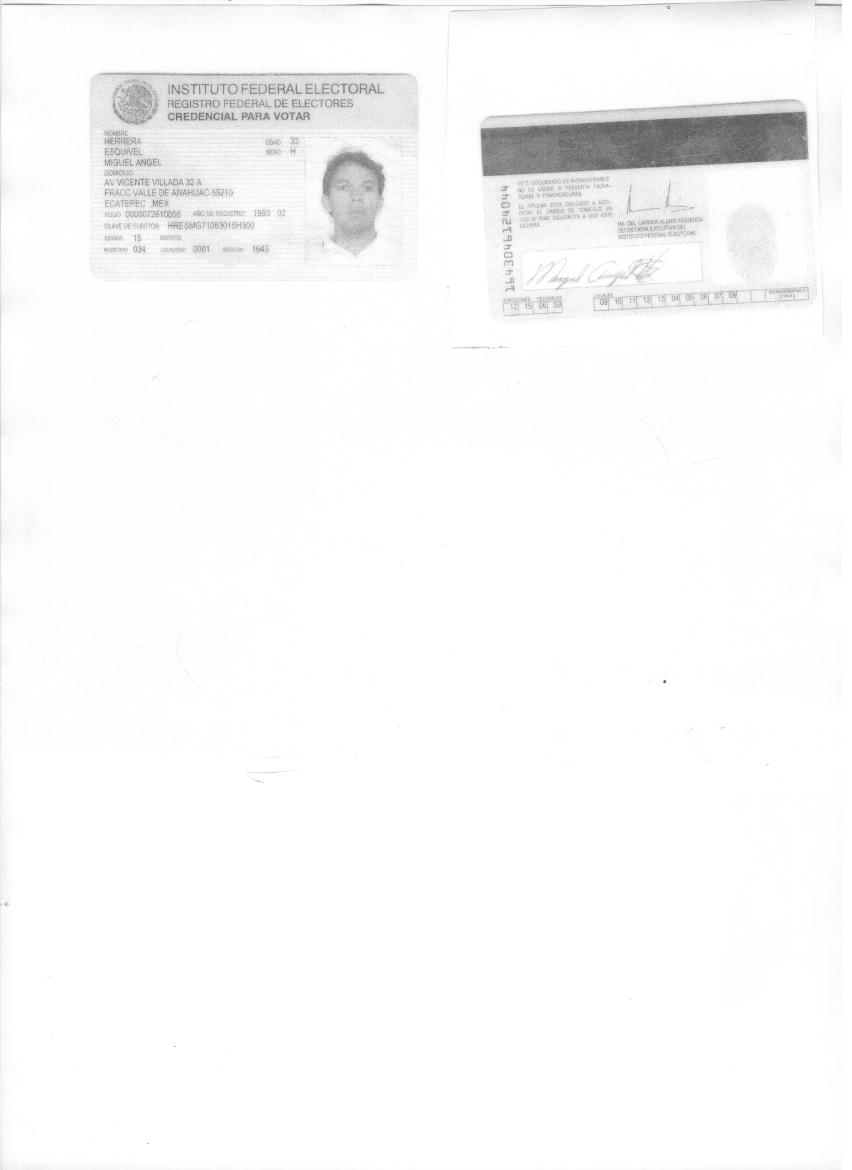 INSTITUTO FEDERAL ELECTORAL
REGISTRO FEDERAL DE ELECTORES
CREDENCIAL PARA VOTAR
NOMBRE
HERRERA
ESQUIVEL
MIGUEL ANGEL
EDAD 33
SEXO H
DOMICILIO
AV VICENTE VILLADA 32 A
FRACC VALLE DE ANAHUAC 55210
ECATEPEC ,MEX.
FOLIO 0000072610056 AÑO DE REGISTRO 1993 02
CLAVE DE ELECTOR HRESMG71063015H300
ESTADO 15 DISTRITO
MUNICIPIO 034 LOCALIDAD 0001 SECCION 1643
ESTE DOCUMENTO ES INTRANSFERIBLE
NO ES VALIDO SI PRESENTA TACHA-
DURAS O ENMENDADURAS
EL TITULAR ESTA OBLIGADO A NOTI-
FICAR EL CAMBIO DE DOMICILIO EN
LOS 30 DIAS SIGUIENTES A QUE ESTE
OCURRA
MA. DEL CARMEN ALANIS FIGUEROA
SECRETARIA EJECUTIVA DEL
INSTITUTO FEDERAL ELECTORAL
Miguel Angel
ELECCIONES FEDERALES
12 15 06 09
LOCALES
09 10 11 12 13 04 05 06 07 08